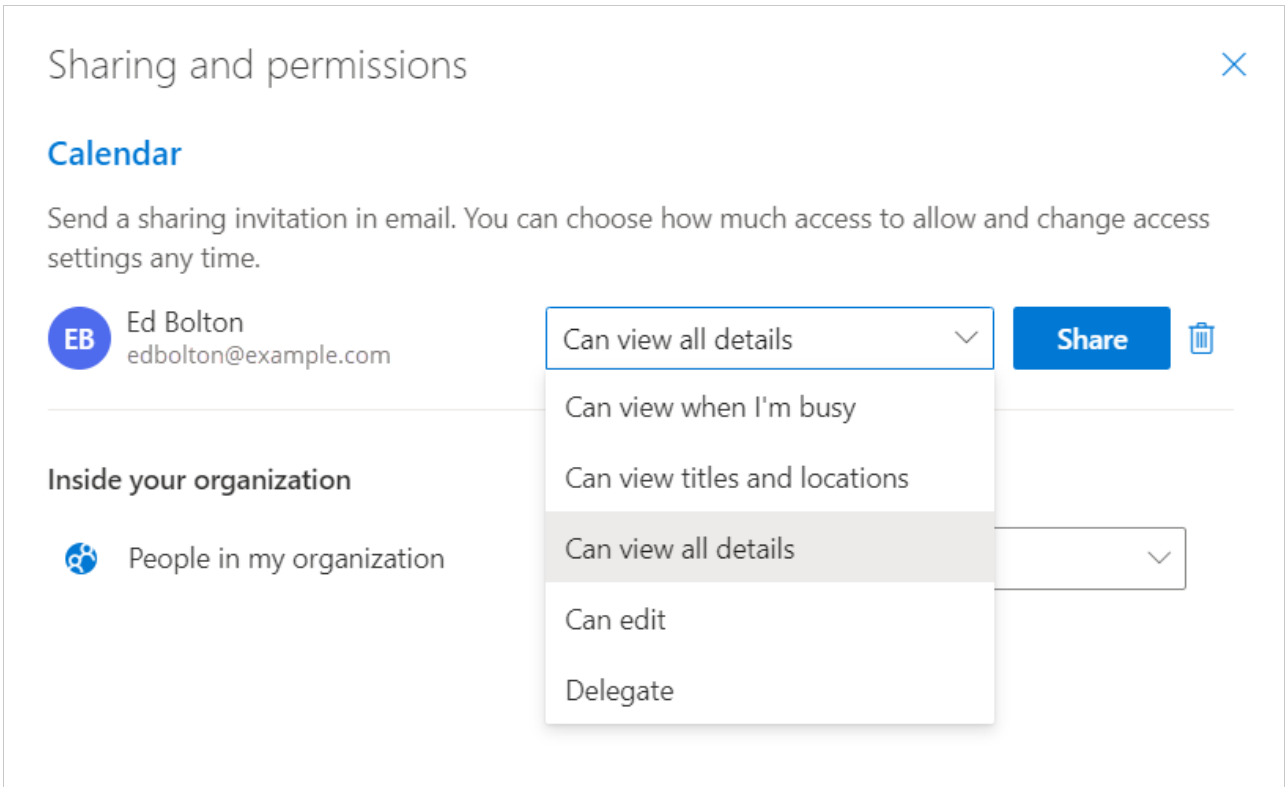 Sharing and permissions
Calendar
Send a sharing invitation in email. You can choose how much access to allow and change access
settings any time.
EB
Ed Bolton
edbolton@example.com
Can view all details
Share
Can view when I'm busy
Can view titles and locations
Can view all details
Can edit
Delegate
Inside your organization
People in my organization